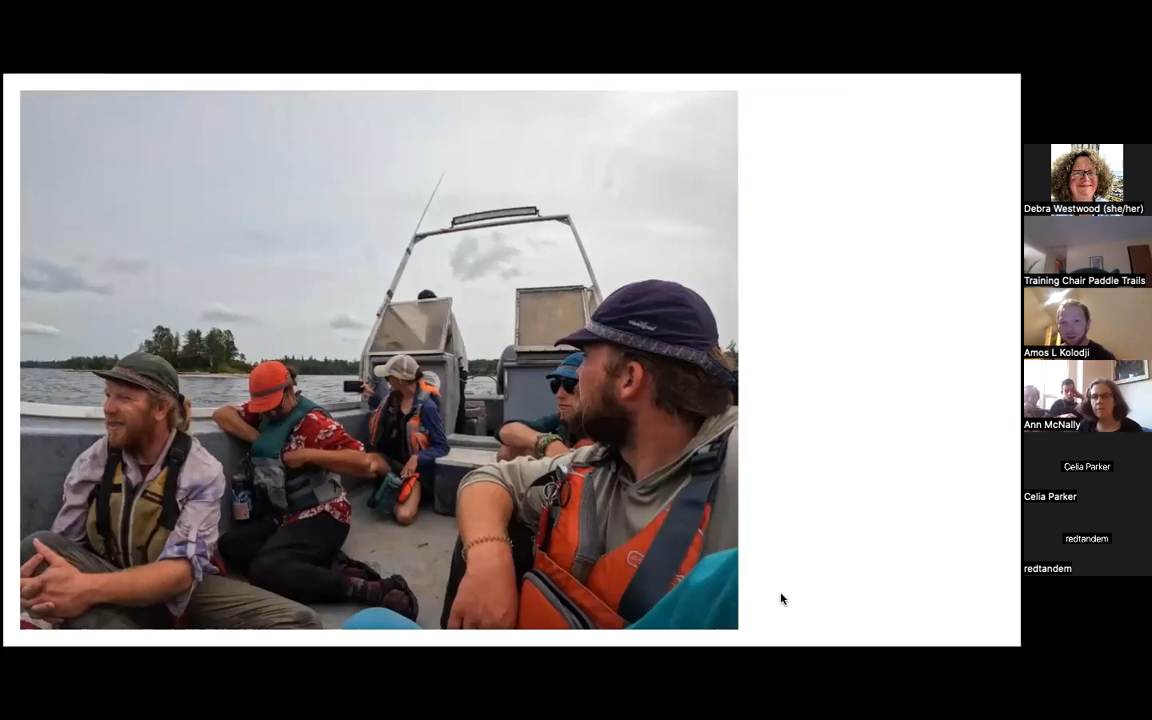 Debra Westwood (she/her)
Training Chair Paddle Trails
Amos L Kolodji
Ann McNally
Celia Parker
Celia Parker
redtandem
redtandem